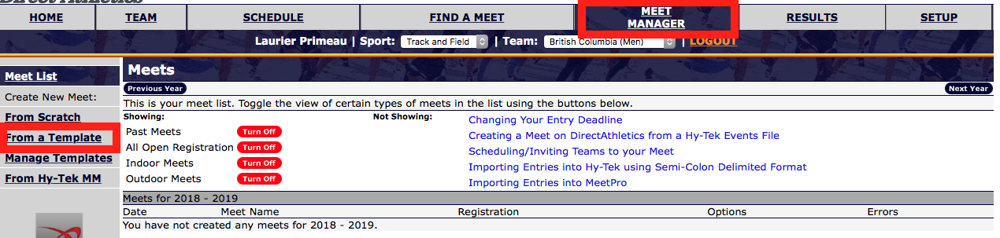 Direct Athletics
HOME TEAM SCHEDULE FIND A MEET MEET MANAGER RESULTS SETUP
Laurier Primeau | Sport: Track and Field | Team: British Columbia (Men) | LOGOUT
Meet List
Create New Meet:
From Scratch
From a Template
Manage Templates
From Hy-Tek MM
Meets
Previous Year Next Year
This is your meet list. Toggle the view of certain types of meets in the list using the buttons below.
Showing: Not Showing:
Past Meets Turn Off
All Open Registration Turn Off
Indoor Meets Turn Off
Outdoor Meets Turn Off
Changing Your Entry Deadline
Creating a Meet on DirectAthletics from a Hy-Tek Events File
Scheduling/Inviting Teams to your Meet
Importing Entries into Hy-Tek using Semi-Colon Delimited Format
Importing Entries into MeetPro
Meets for 2018 - 2019
Date Meet Name Registration Options Errors
You have not created any meets for 2018 - 2019.